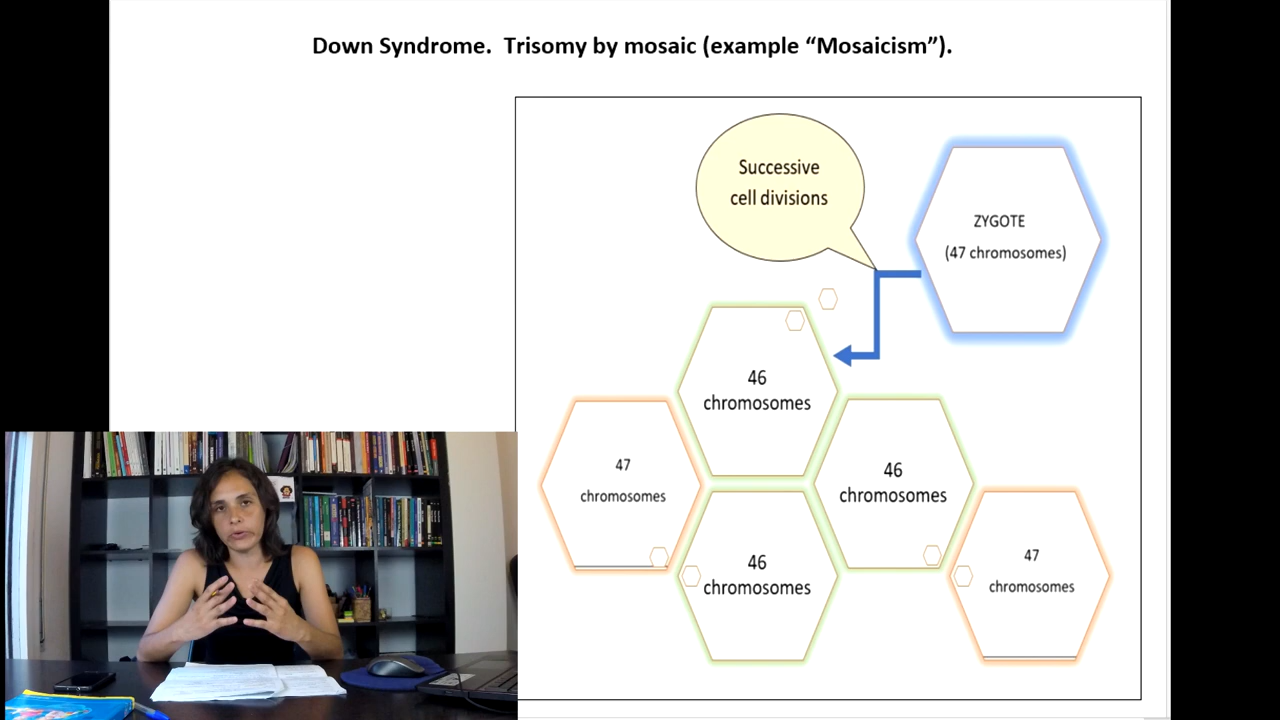 Down Syndrome.  Trisomy by mosaic (example “Mosaicism”).
Successive
cell divisions
ZYGOTE
(47 chromosomes)
46
chromosomes
47
chromosomes
46
chromosomes
46
chromosomes
47
chromosomes